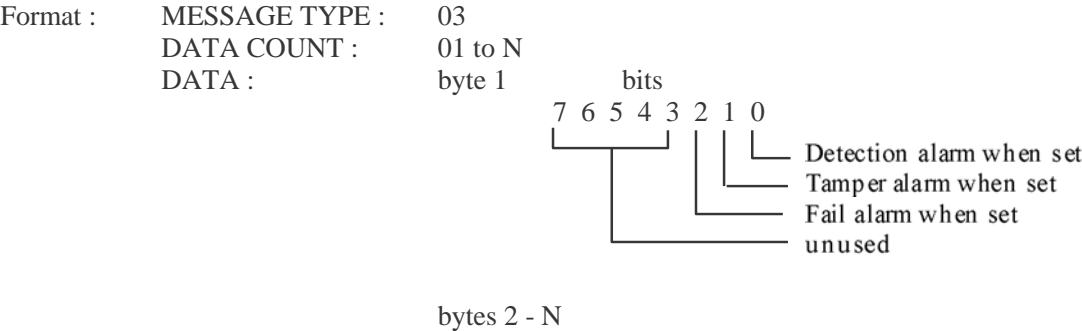 Format : MESSAGE TYPE : 03
DATA COUNT : 01 to N
DATA : byte 1 bits
7 6 5 4 3 2 1 0
Detection alarm when set
Tamper alarm when set
Fail alarm when set
unused
bytes 2 - N